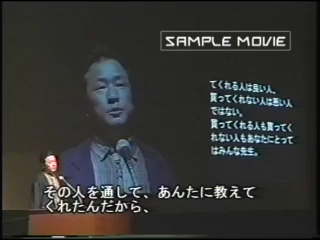 SAMPLE MOVIE
てくれる人は良い人、
買ってくれない人は悪い人
ではない。
買ってくれる人も買ってく
れない人もあなたにとって
はみんな先生。
その人を通して、あんたに教えて
くれたんだから、